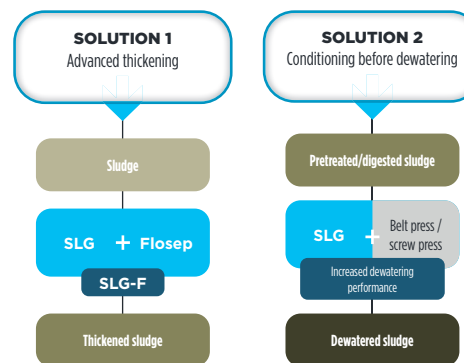 SOLUTION 1
Advanced thickening
Sludge
SLG + Flosep
SLG-F
Thickened sludge
SOLUTION 2
Conditioning before dewatering
Pretreated/digested sludge
SLG + Belt press /
screw press
Increased dewatering
performance
Dewatered sludge